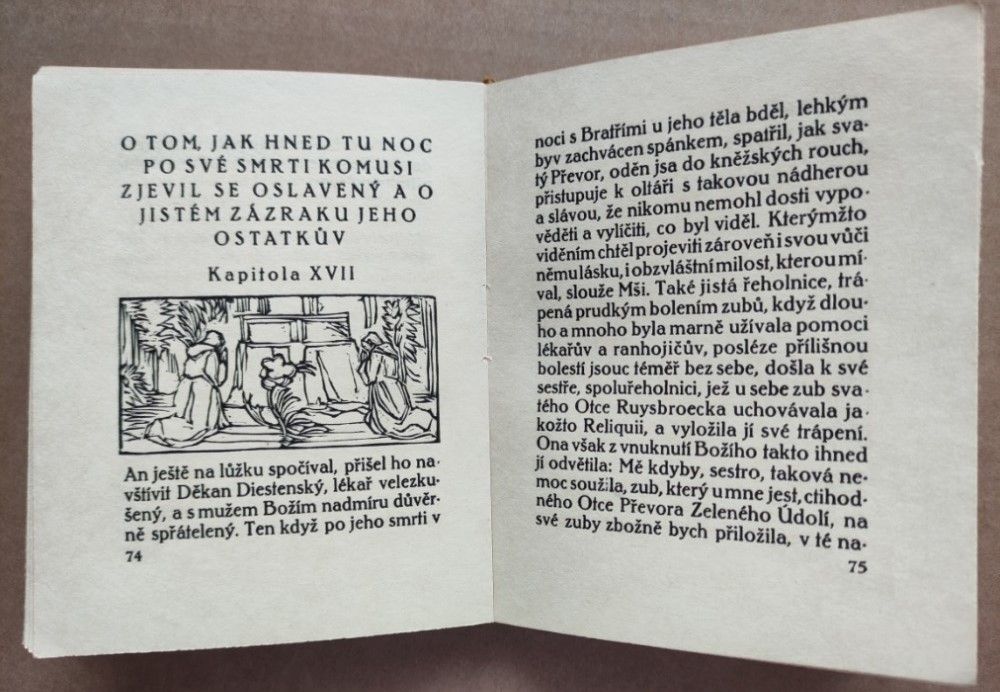 O TOM, JAK HNED TU NOC
PO SVÉ SMRTI KOMUSI
ZJEVIL SE OSLAVENÝ A O
JISTÉM ZÁZRAKU JEHO
OSTATKŮV
Kapitola XVII
An ještě na lůžku spočíval, přišel ho na-
vštívit Děkan Diestenský, lékař velezku-
šený, a s mužem Božím nadmíru důvěr-
ně spřátelený. Ten když po jeho smrti v
74
noci s Bratřími u jeho těla bděl, lehkým
byv zachvácen spánkem, spatřil, jak sva-
tý Převor, oděn jsa do kněžských rouch,
přistupuje k oltáři s takovou nádherou
a slávou, že nikomu nemohl dosti vypo-
věděti a vylíčiti, co byl viděl. Kterýmžto
viděním chtěl projeviti zároveň i svou vůči
němu lásku, i obzvláštní milost, kterou mí-
val, slouže Mši. Také jistá řeholnice, trá-
pená prudkým bolením zubů, když dlou-
ho a mnoho byla marně užívala pomoci
lékařův a ranhojičův, posléze přílišnou
bolestí jsouc téměř bez sebe, došla k své
sestře, spoluřeholnici, jež u sebe zub sva-
tého Otce Ruysbroecka uchovávala ja-
kožto Reliquii, a vyložila jí své trápení.
Ona však z vnuknutí Božího takto ihned
jí odvětila: Mě kdyby, sestro, taková ne-
moc soužila, zub, který u mne jest, ctihod-
ného Otce Převora Zeleného Údolí, na
své zuby zbožně bych přiložila, v té na-
75